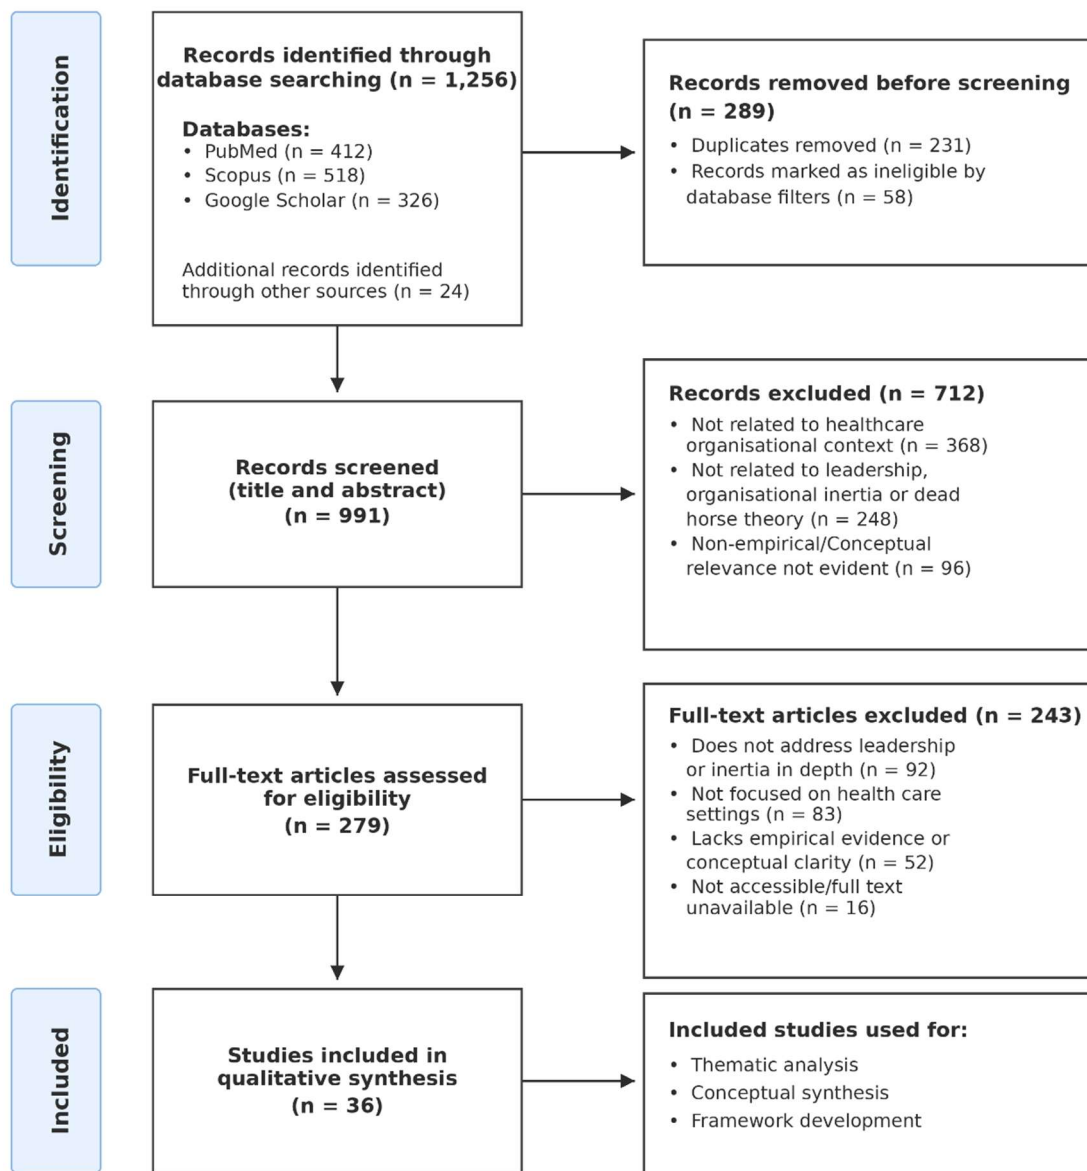 Identification
Records identified through
database searching (n = 1,256)
Databases:
• PubMed (n = 412)
• Scopus (n = 518)
• Google Scholar (n = 326)
Additional records identified
through other sources (n = 24)
Records removed before screening
(n = 289)
• Duplicates removed (n = 231)
• Records marked as ineligible by
database filters (n = 58)
Screening
Records screened
(title and abstract)
(n = 991)
Records excluded (n = 712)
• Not related to healthcare
organisational context (n = 368)
• Not related to leadership,
organisational inertia or dead
horse theory (n = 248)
• Non-empirical/Conceptual
relevance not evident (n = 96)
Eligibility
Full-text articles assessed
for eligibility
(n = 279)
Full-text articles excluded (n = 243)
• Does not address leadership
or inertia in depth (n = 92)
• Not focused on health care
settings (n = 83)
• Lacks empirical evidence or
conceptual clarity (n = 52)
• Not accessible/full text
unavailable (n = 16)
Included
Studies included in
qualitative synthesis
(n = 36)
Included studies used for:
• Thematic analysis
• Conceptual synthesis
• Framework development